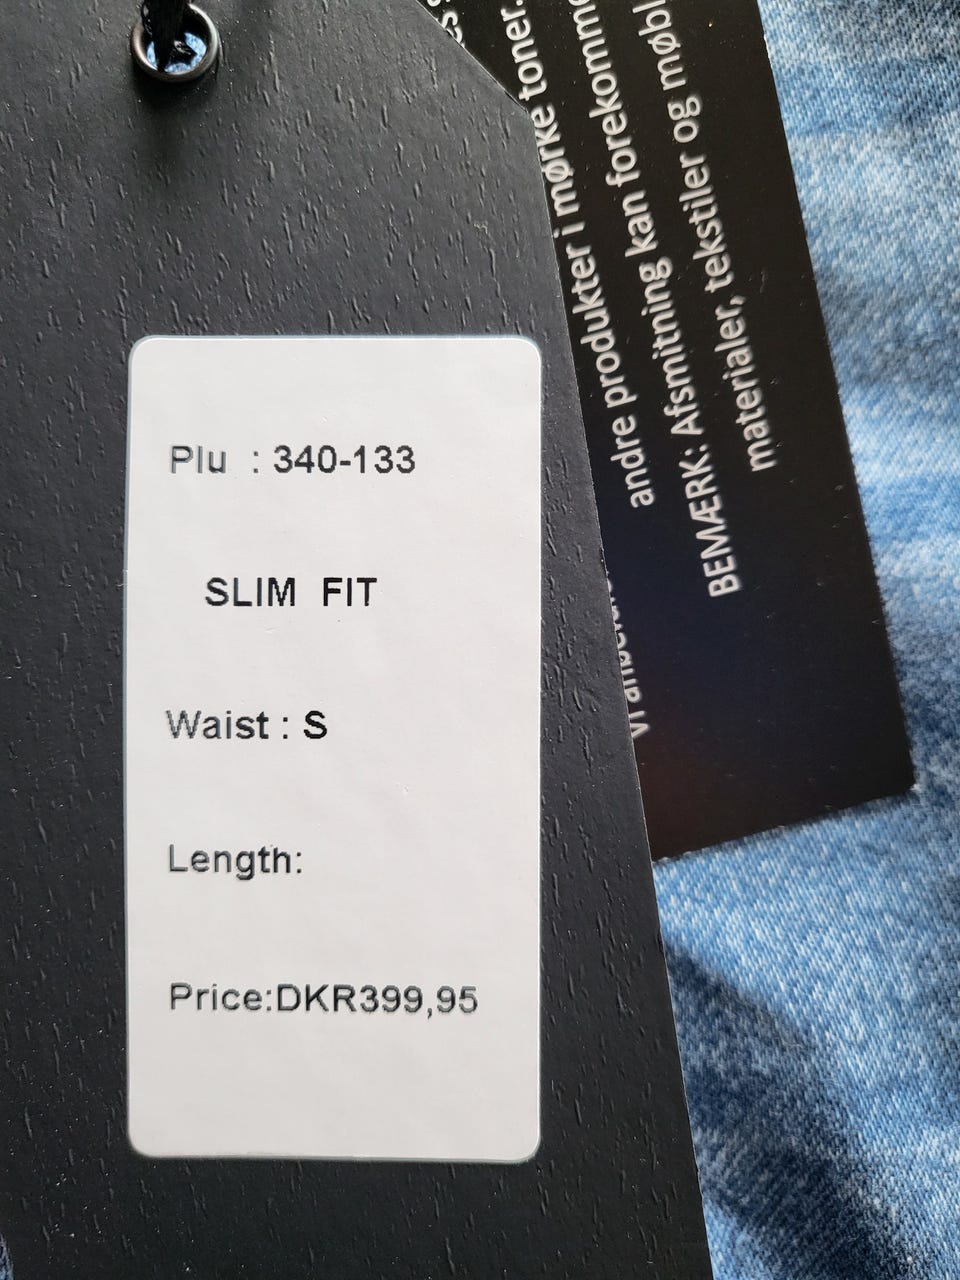 Plu : 340-133
SLIM FIT
Waist : S
Length:
Price:DKR399,95
andre produkter i mørke toner.
BEMÆRK: Afsmitning kan forekomme
materialer, tekstiler og